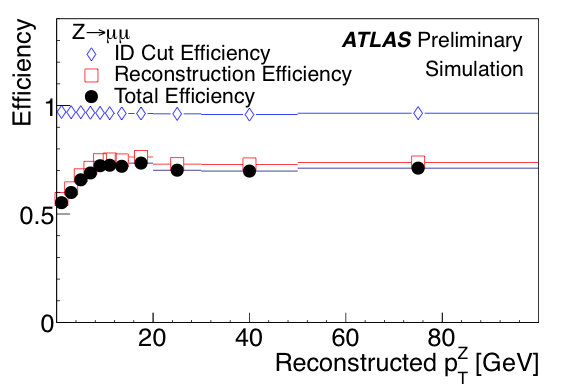 Z→μμ
ID Cut Efficiency
Reconstruction Efficiency
Total Efficiency
ATLAS Preliminary
Simulation
Efficiency
1
0.5
0
20
40
60
80
Reconstructed p_T^Z [GeV]